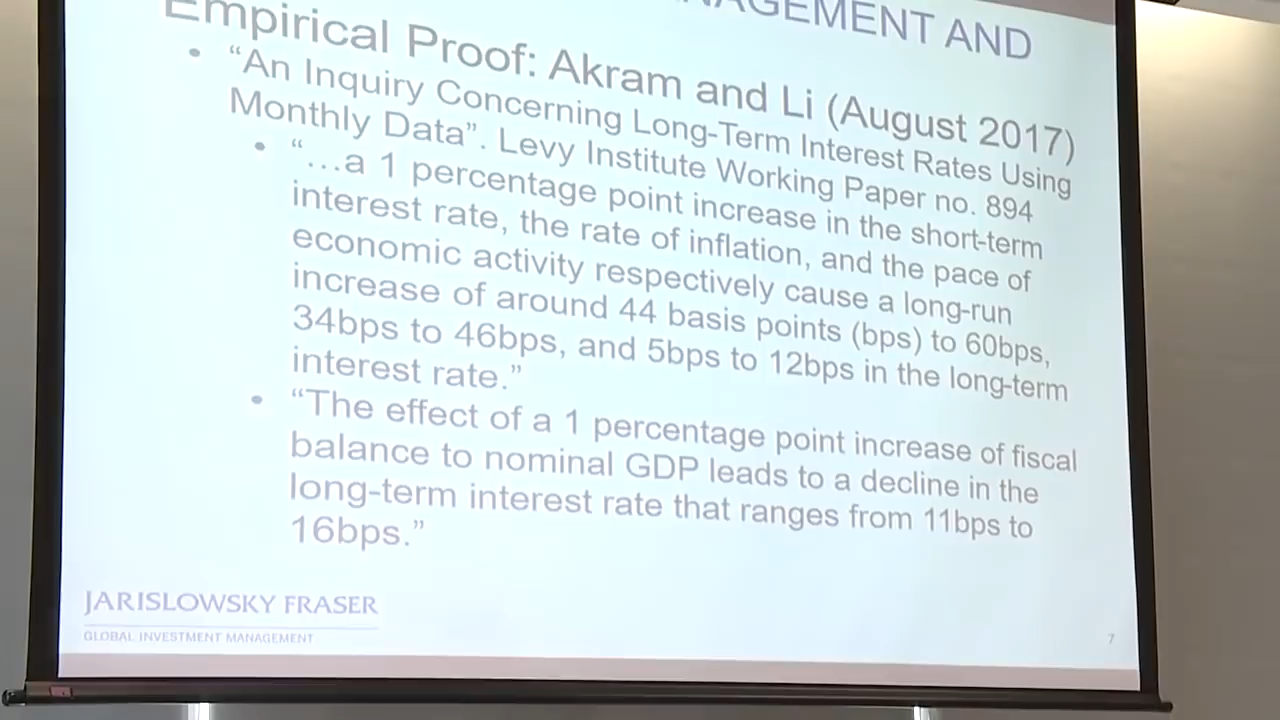 AGEMENT AND
Empirical Proof: Akram and Li (August 2017)
• “An Inquiry Concerning Long-Term Interest Rates Using
Monthly Data”. Levy Institute Working Paper no. 894
• “…a 1 percentage point increase in the short-term
interest rate, the rate of inflation, and the pace of
economic activity respectively cause a long-run
increase of around 44 basis points (bps) to 60bps,
34bps to 46bps, and 5bps to 12bps in the long-term
interest rate.”
• “The effect of a 1 percentage point increase of fiscal
balance to nominal GDP leads to a decline in the
long-term interest rate that ranges from 11bps to
16bps.”
JARISLOWSKY FRASER
GLOBAL INVESTMENT MANAGEMENT
7